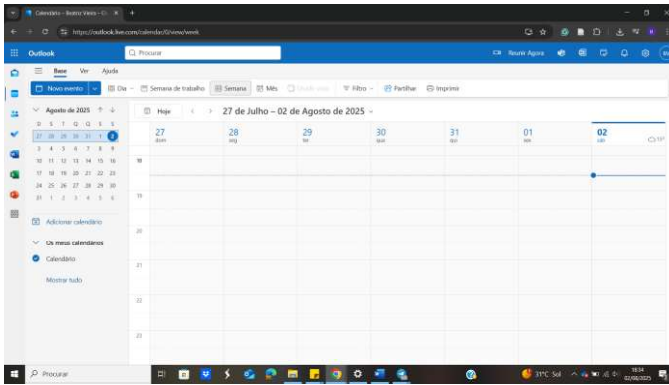 Calendário - Beatriz Vieira - O
https://outlook.live.com/calendar/0/view/week
Outlook
Procurar
Reunir Agora
Base Ver Ajuda
Novo evento
Dia
Semana de trabalho
Semana
Mês
Filtro
Partilhar
Imprimir
Agosto de 2025
Hoje
27 de Julho – 02 de Agosto de 2025
D S T Q Q S S
27 28 29 30 31 1 2
3 4 5 6 7 8 9
10 11 12 13 14 15 16
17 18 19 20 21 22 23
24 25 26 27 28 29 30
31 1 2 3 4 5 6
27 28 29 30 31 01 02
dom seg ter qua qui sex sáb
18
19
20
21
22
23
Adicionar calendário
Os meus calendários
Calendário
Mostrar tudo
Procurar
31°C Sol
18:34
02/08/2025